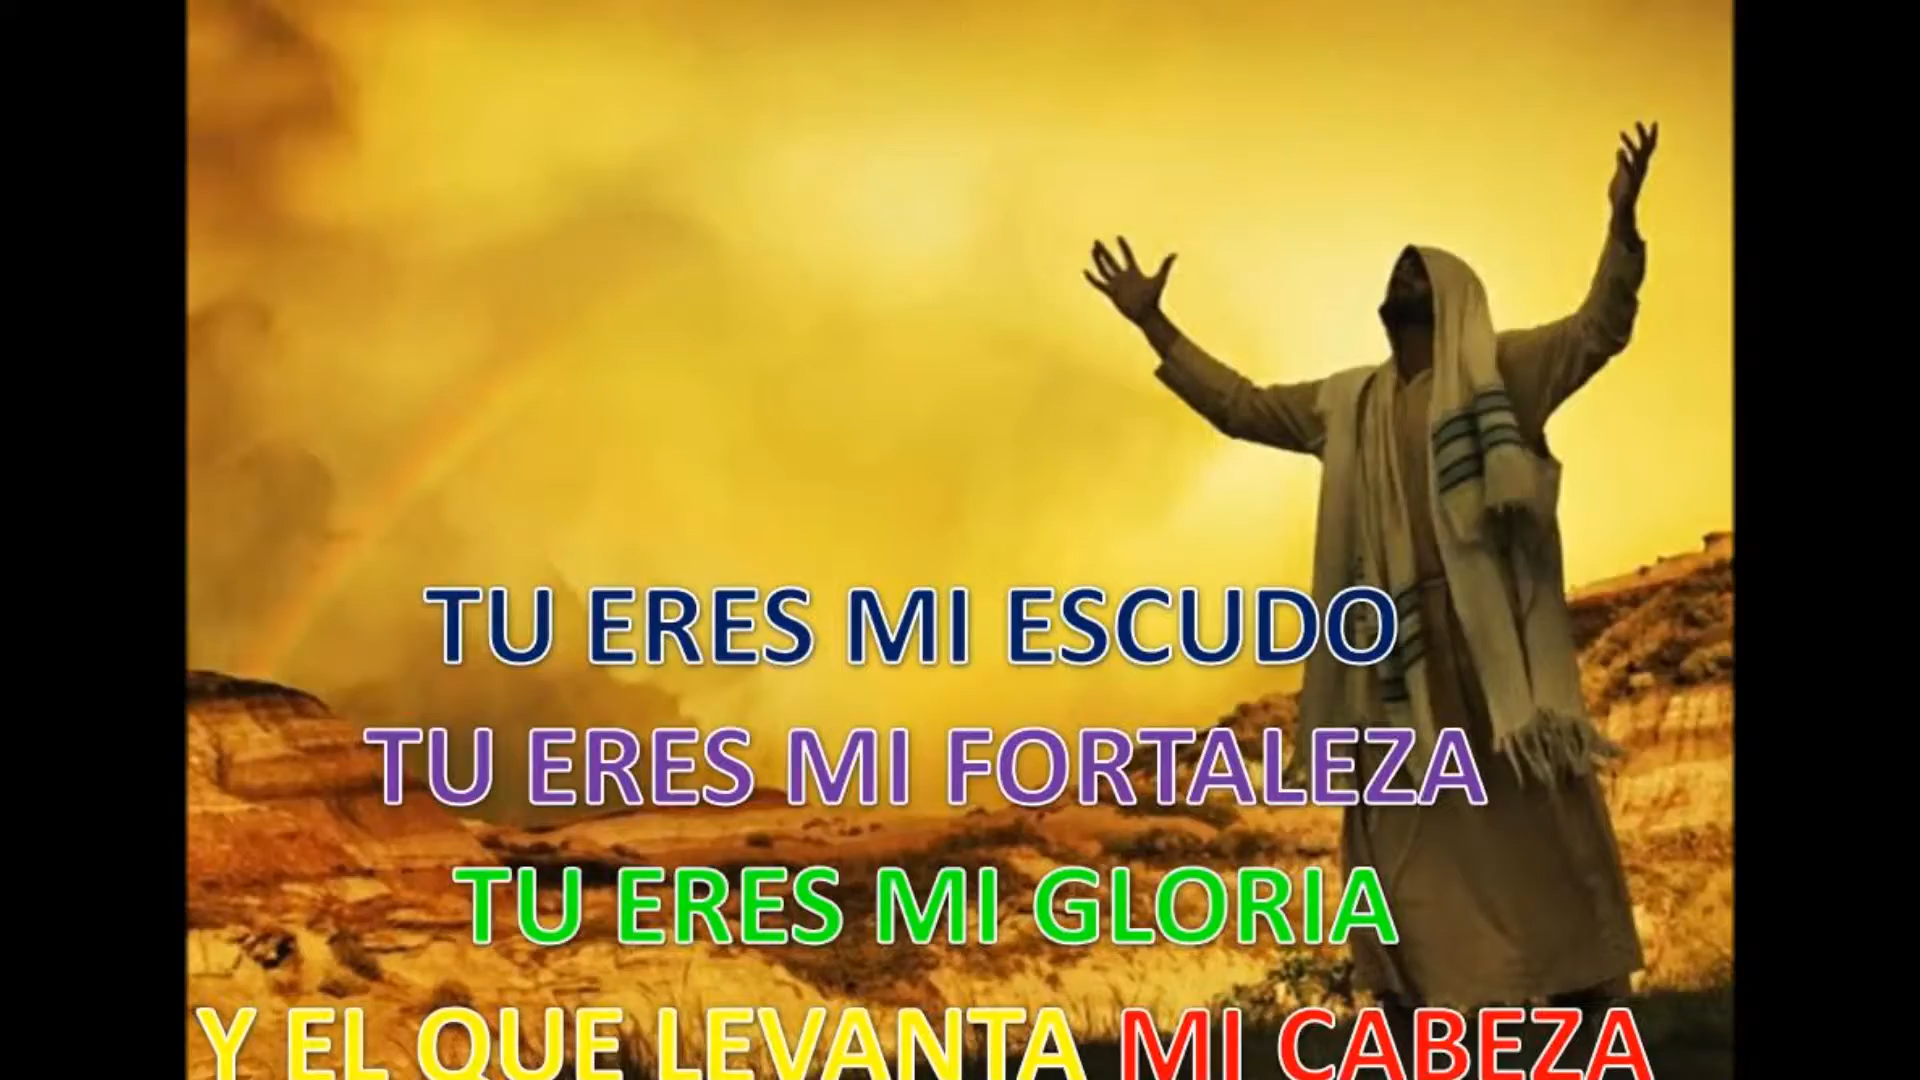 TU ERES MI ESCUDO
TU ERES MI FORTALEZA
TU ERES MI GLORIA
Y EL QUE LEVANTA MI CABEZA